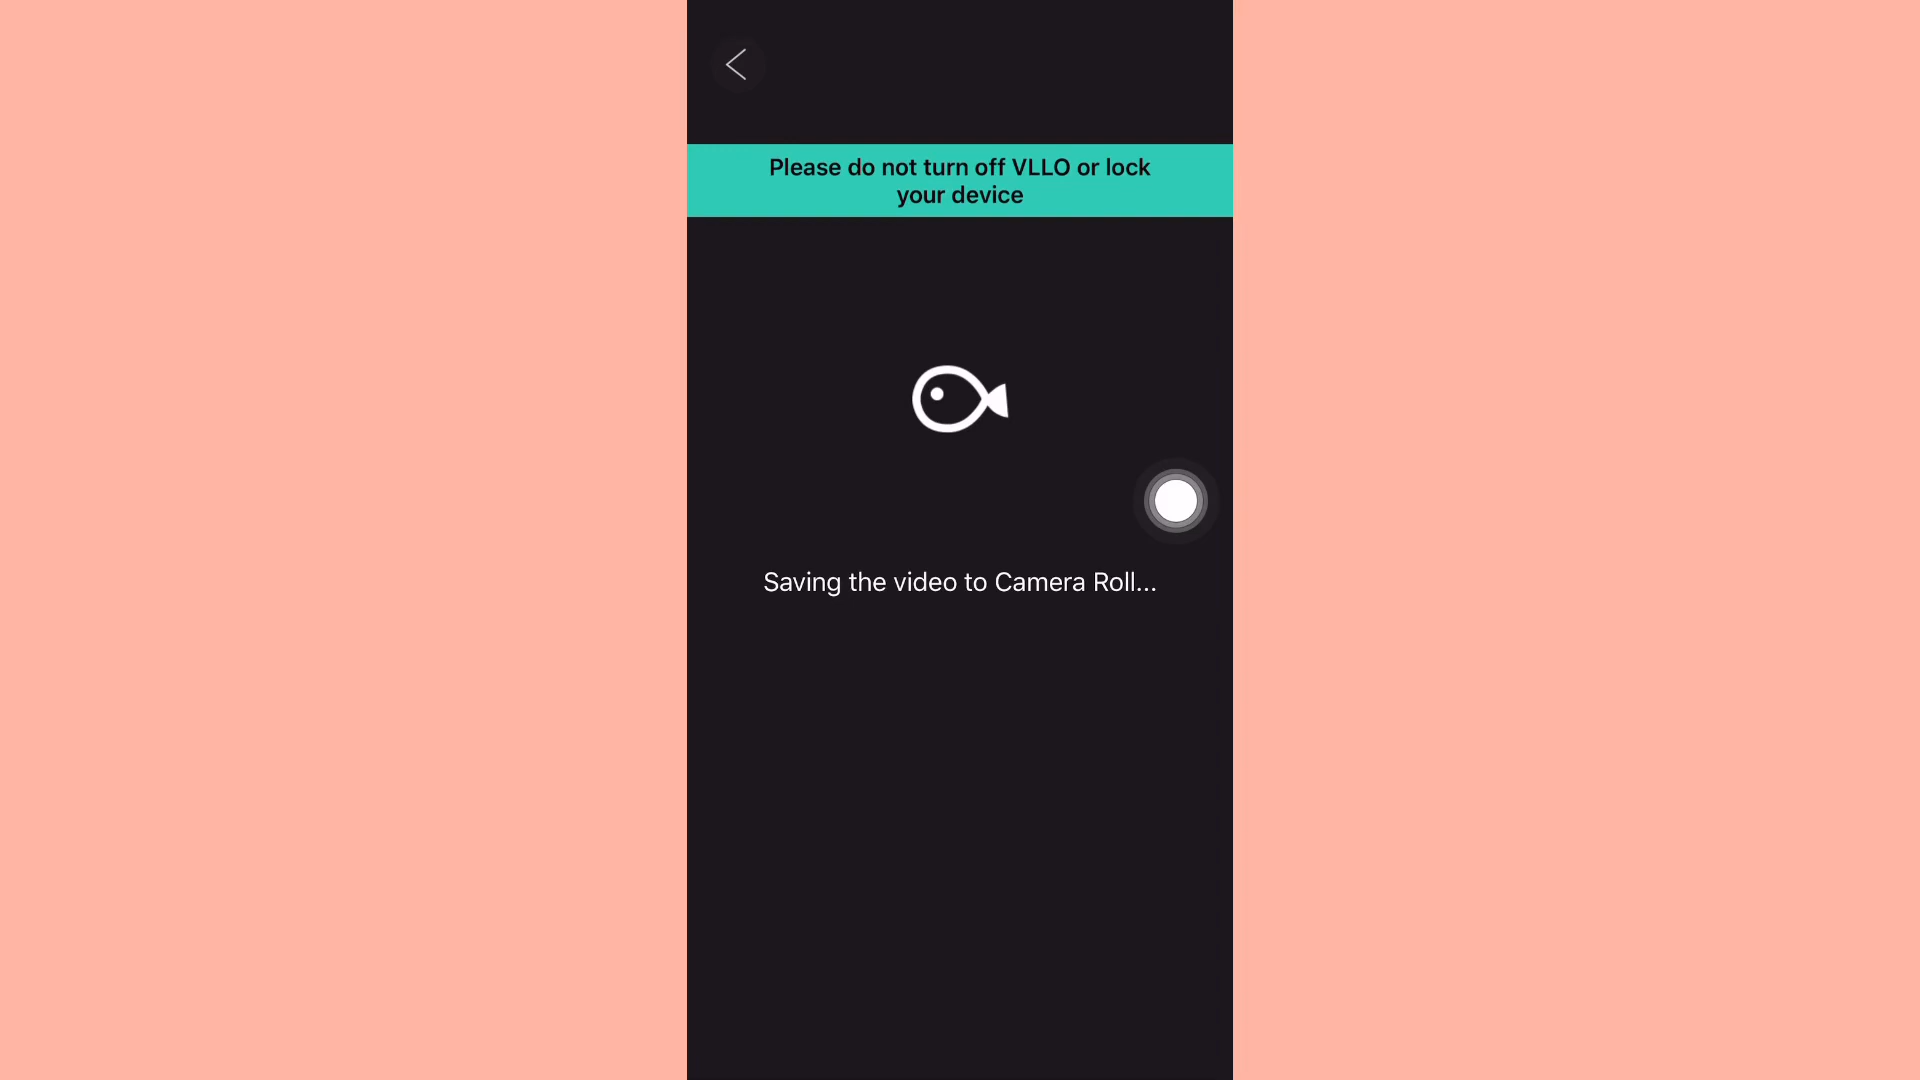 Please do not turn off VLLO or lock
your device
Saving the video to Camera Roll...